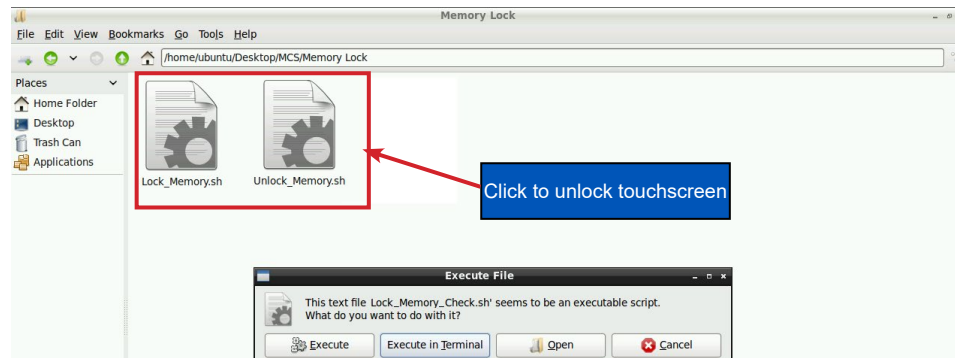 Memory Lock
File Edit View Bookmarks Go Tools Help
/home/ubuntu/Desktop/MCS/Memory Lock
Places
Home Folder
Desktop
Trash Can
Applications
Lock_Memory.sh
Unlock_Memory.sh
Click to unlock touchscreen
Execute File
This text file Lock_Memory_Check.sh' seems to be an executable script.
What do you want to do with it?
Execute Execute in Terminal Open Cancel